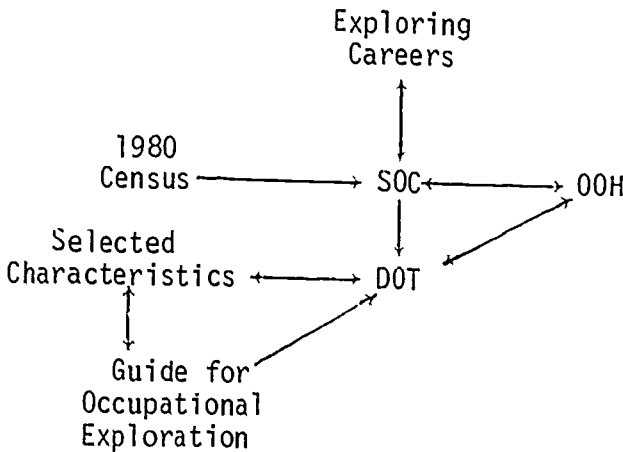 Exploring
Careers
1980
Census
SOC
OOH
Selected
Characteristics
DOT
Guide for
Occupational
Exploration